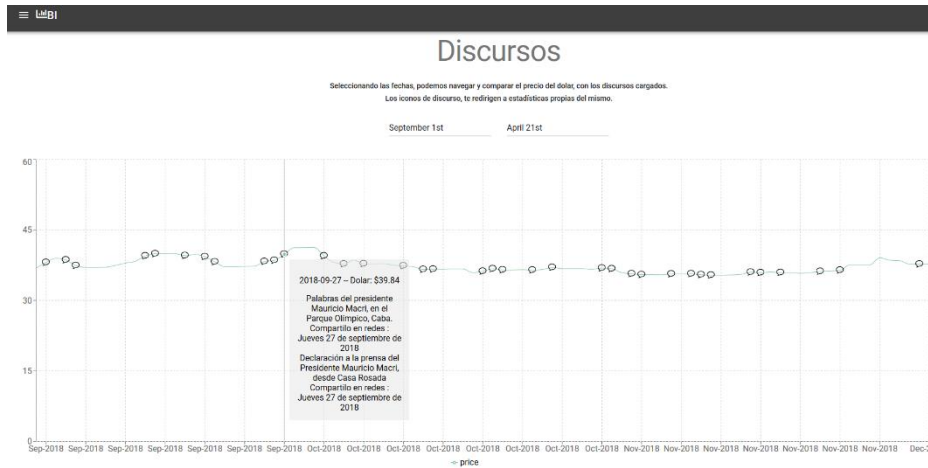 BI
Discursos
Seleccionando las fechas, podemos navegar y comparar el precio del dolar, con los discursos cargados.
Los iconos de discurso, te redirigen a estadísticas propias del mismo.
September 1st April 21st
60
45
30
15
0
2018-09-27 -- Dolar: $39.84
Palabras del presidente
Mauricio Macri, en el
Parque Olímpico, Caba.
Compartilo en redes :
Jueves 27 de septiembre de
2018
Declaración a la prensa del
Presidente Mauricio Macri,
desde Casa Rosada
Compartilo en redes :
Jueves 27 de septiembre de
2018
Sep-2018 Sep-2018 Sep-2018 Sep-2018 Sep-2018 Sep-2018 Sep-2018 Oct-2018 Oct-2018 Oct-2018 Oct-2018 Oct-2018 Oct-2018 Oct-2018 Oct-2018 Nov-2018 Nov-2018 Nov-2018 Nov-2018 Nov-2018 Nov-2018 Nov-2018 Dec-
price